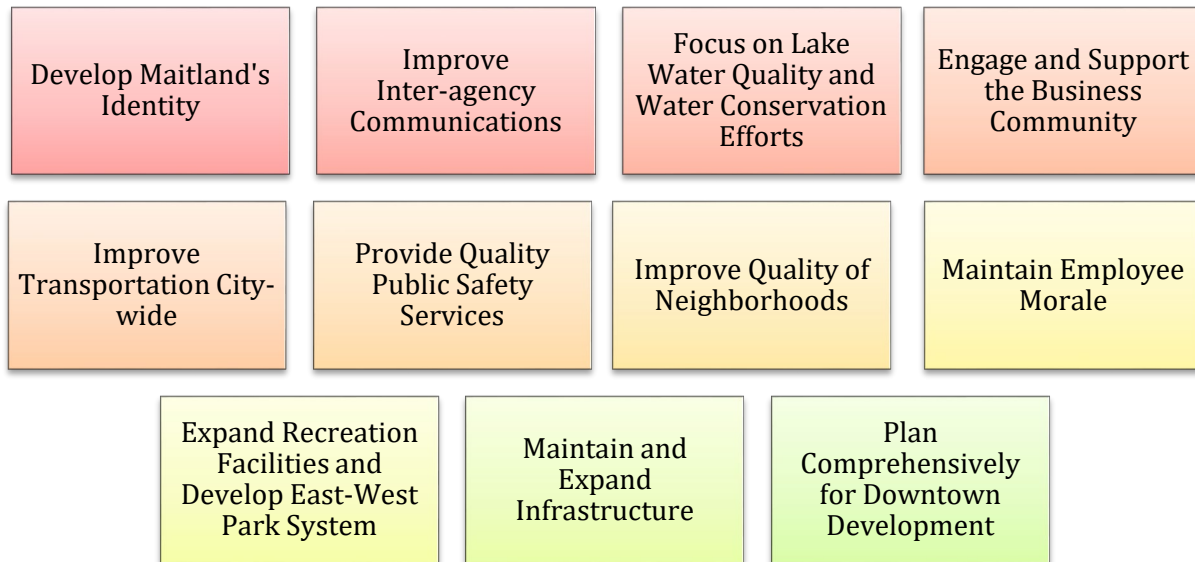 Develop Maitland's
Identity
Improve
Inter-agency
Communications
Focus on Lake
Water Quality and
Water Conservation
Efforts
Engage and Support
the Business
Community
Improve
Transportation City-
wide
Provide Quality
Public Safety
Services
Improve Quality of
Neighborhoods
Maintain Employee
Morale
Expand Recreation
Facilities and
Develop East-West
Park System
Maintain and
Expand
Infrastructure
Plan
Comprehensively
for Downtown
Development